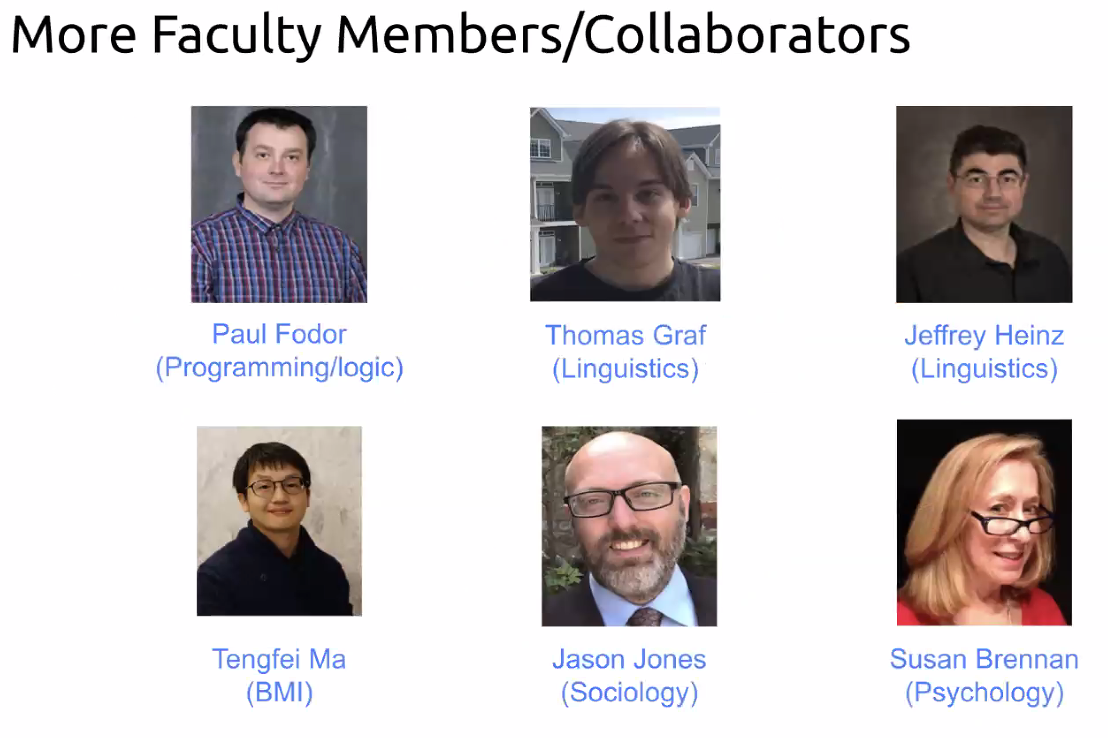 More Faculty Members/Collaborators
Paul Fodor
(Programming/logic)
Thomas Graf
(Linguistics)
Jeffrey Heinz
(Linguistics)
Tengfei Ma
(BMI)
Jason Jones
(Sociology)
Susan Brennan
(Psychology)